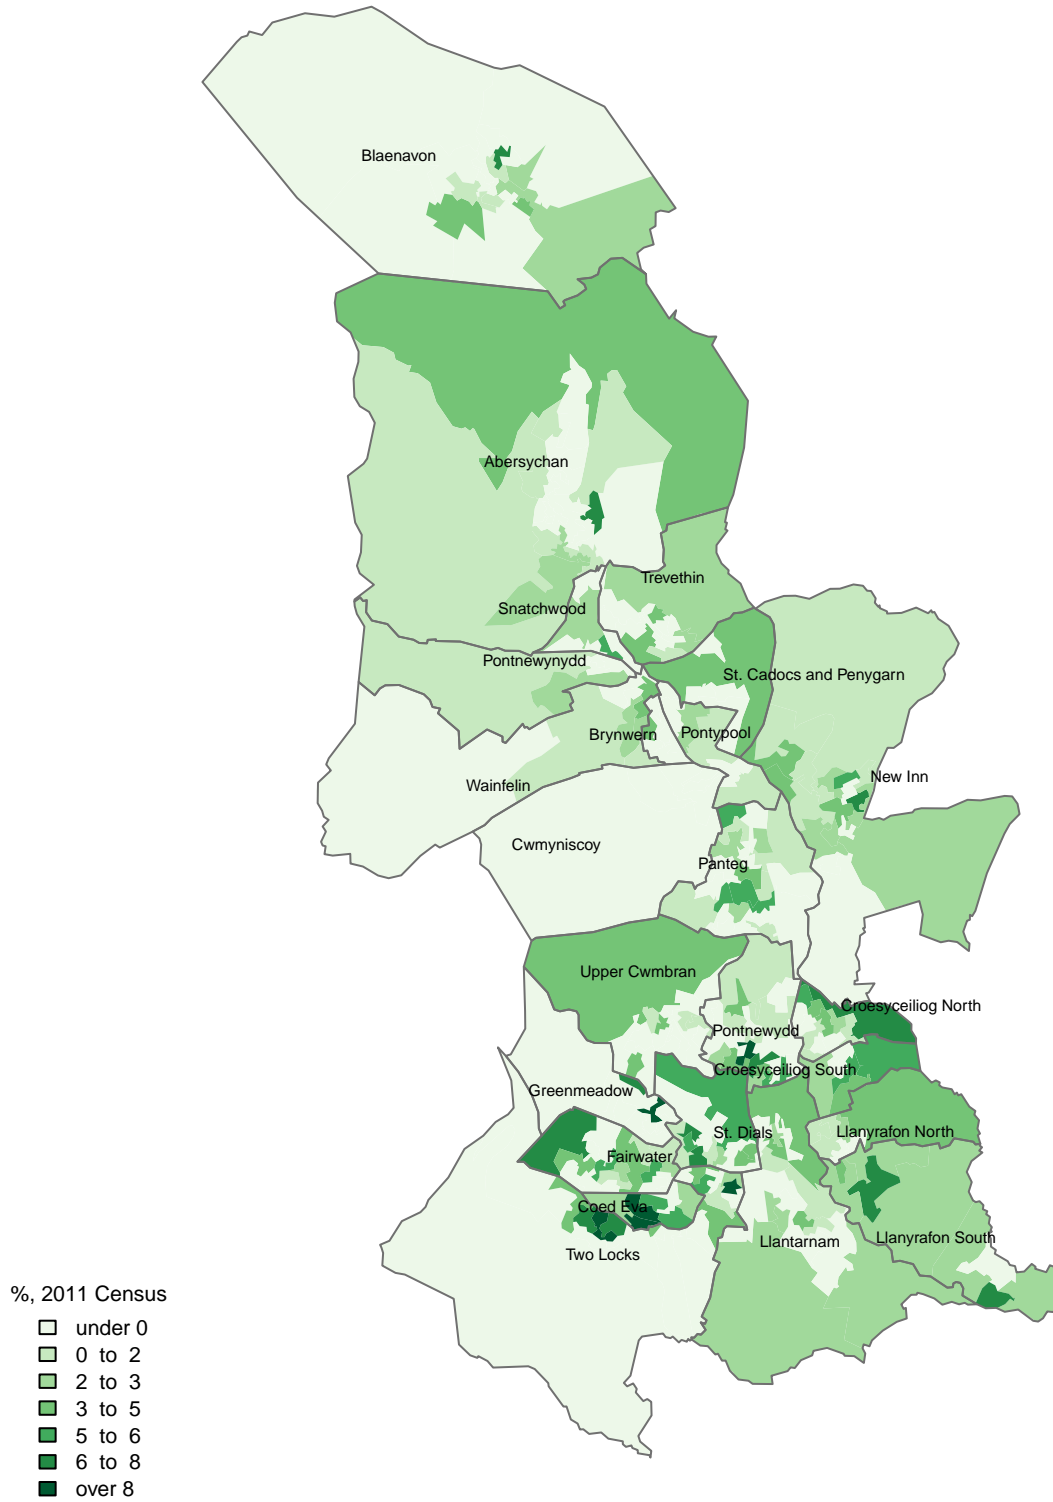 Blaenavon
Abersychan
Trevethin
Snatchwood
Pontnewynydd
St. Cadocs and Penygarn
Brynwern
Pontypool
New Inn
Wainfelin
Cwmyniscoy
Panteg
Upper Cwmbran
Croesyceiliog North
Pontnewydd
Croesyceiliog South
Greenmeadow
St. Dials
Llanyrafon North
Fairwater
Coed Eva
Llanyrafon South
Llantarnam
Two Locks
%, 2011 Census
under 0
0 to 2
2 to 3
3 to 5
5 to 6
6 to 8
over 8